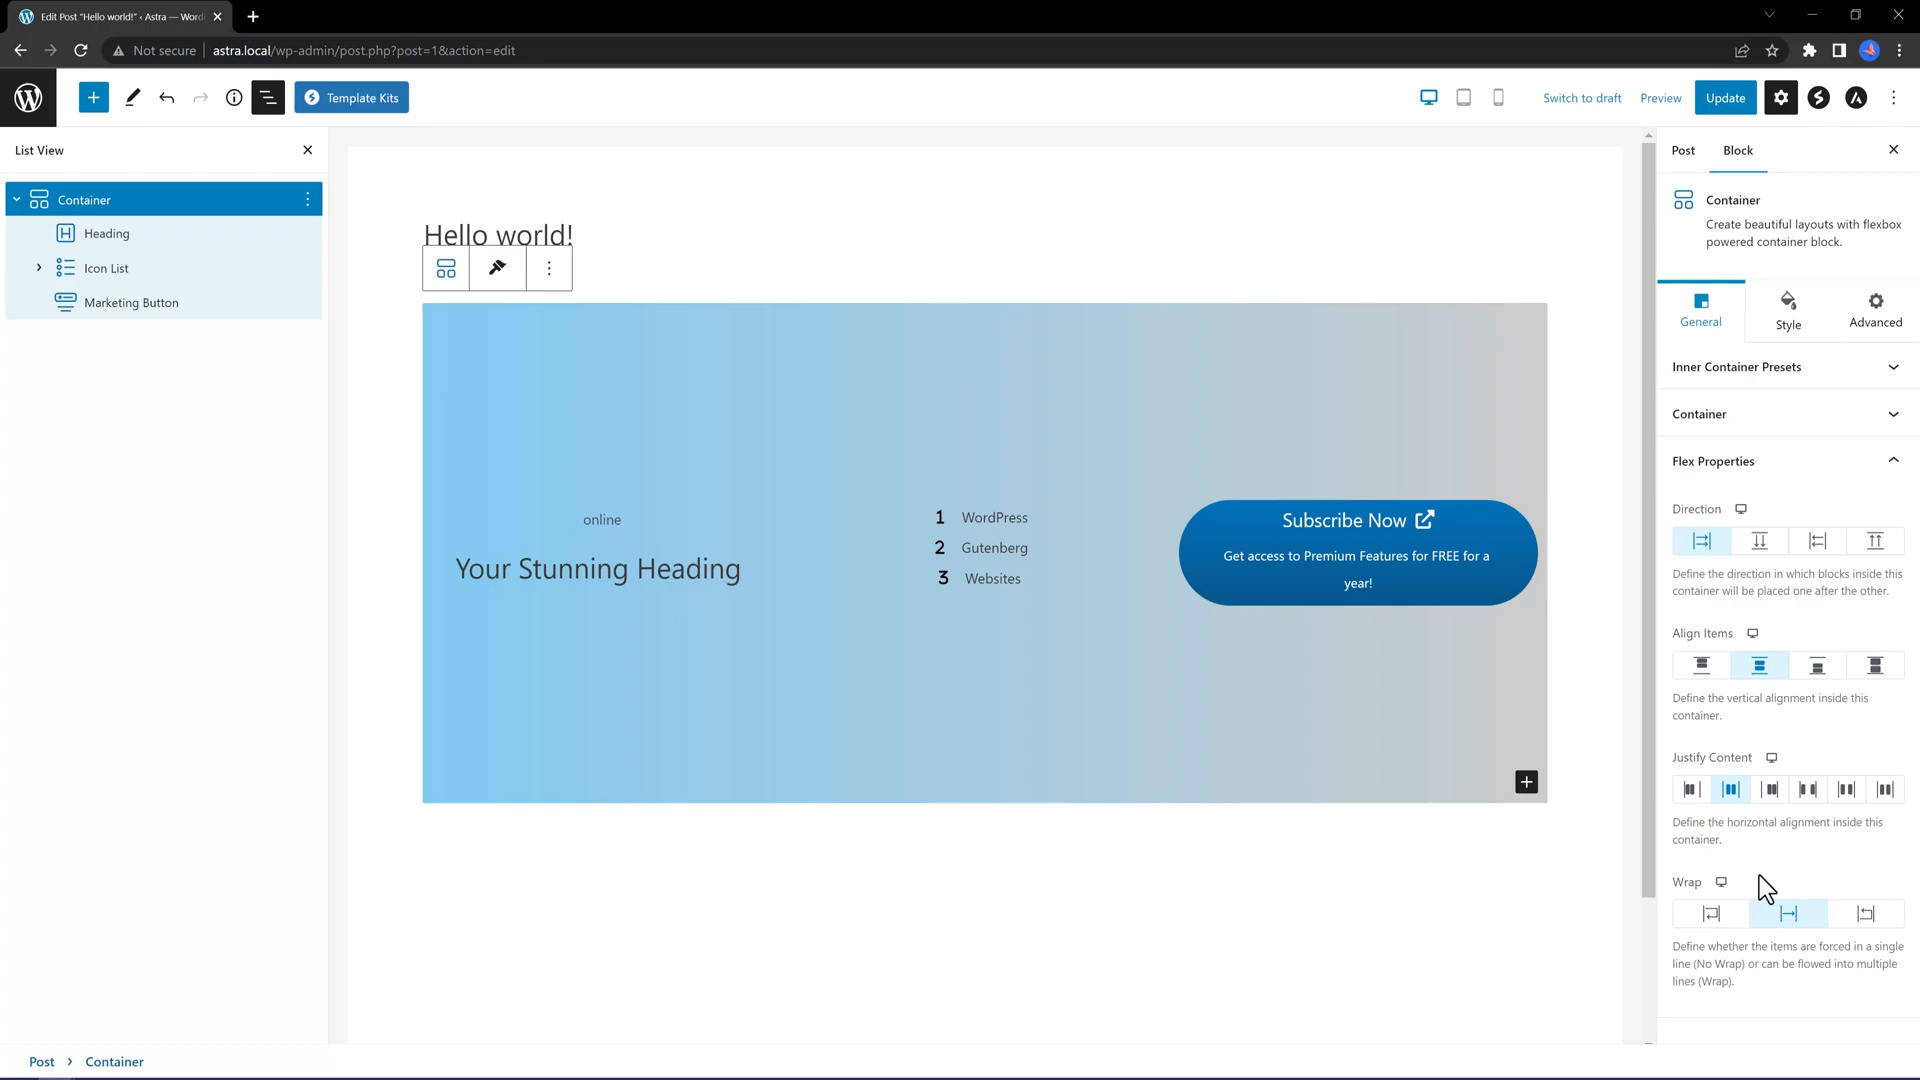 Edit Post "Hello world!" ‹ Astra — Word
Not secure astra.local/wp-admin/post.php?post=1&action=edit
Template Kits
Switch to draft
Preview
Update
List View
Container
Heading
Icon List
Marketing Button
Hello world!
online
Your Stunning Heading
1 WordPress
2 Gutenberg
3 Websites
Subscribe Now
Get access to Premium Features for FREE for a
year!
Post
Block
Container
Create beautiful layouts with flexbox
powered container block.
General
Style
Advanced
Inner Container Presets
Container
Flex Properties
Direction
Define the direction in which blocks inside this
container will be placed one after the other.
Align Items
Define the vertical alignment inside this
container.
Justify Content
Define the horizontal alignment inside this
container.
Wrap
Define whether the items are forced in a single
line (No Wrap) or can be flowed into multiple
lines (Wrap).
Post › Container